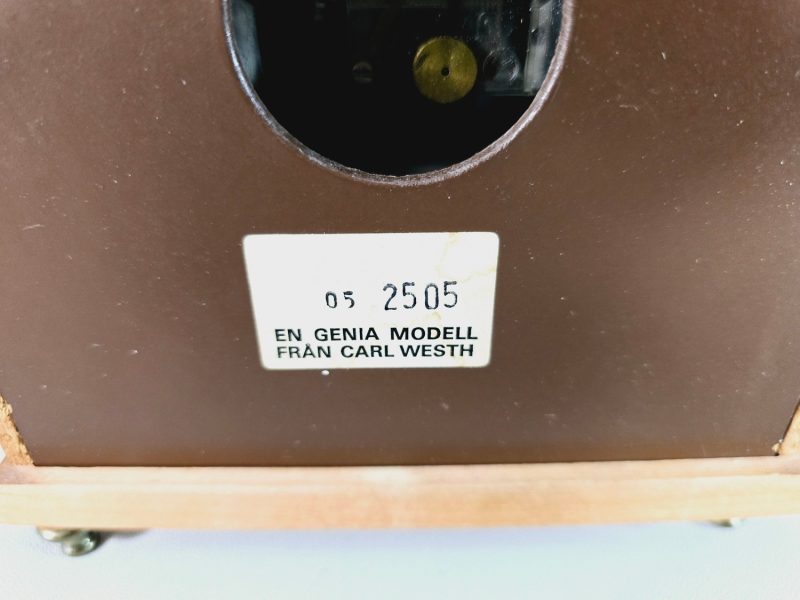 05 2505
EN GENIA MODELL
FRÅN CARL WESTH